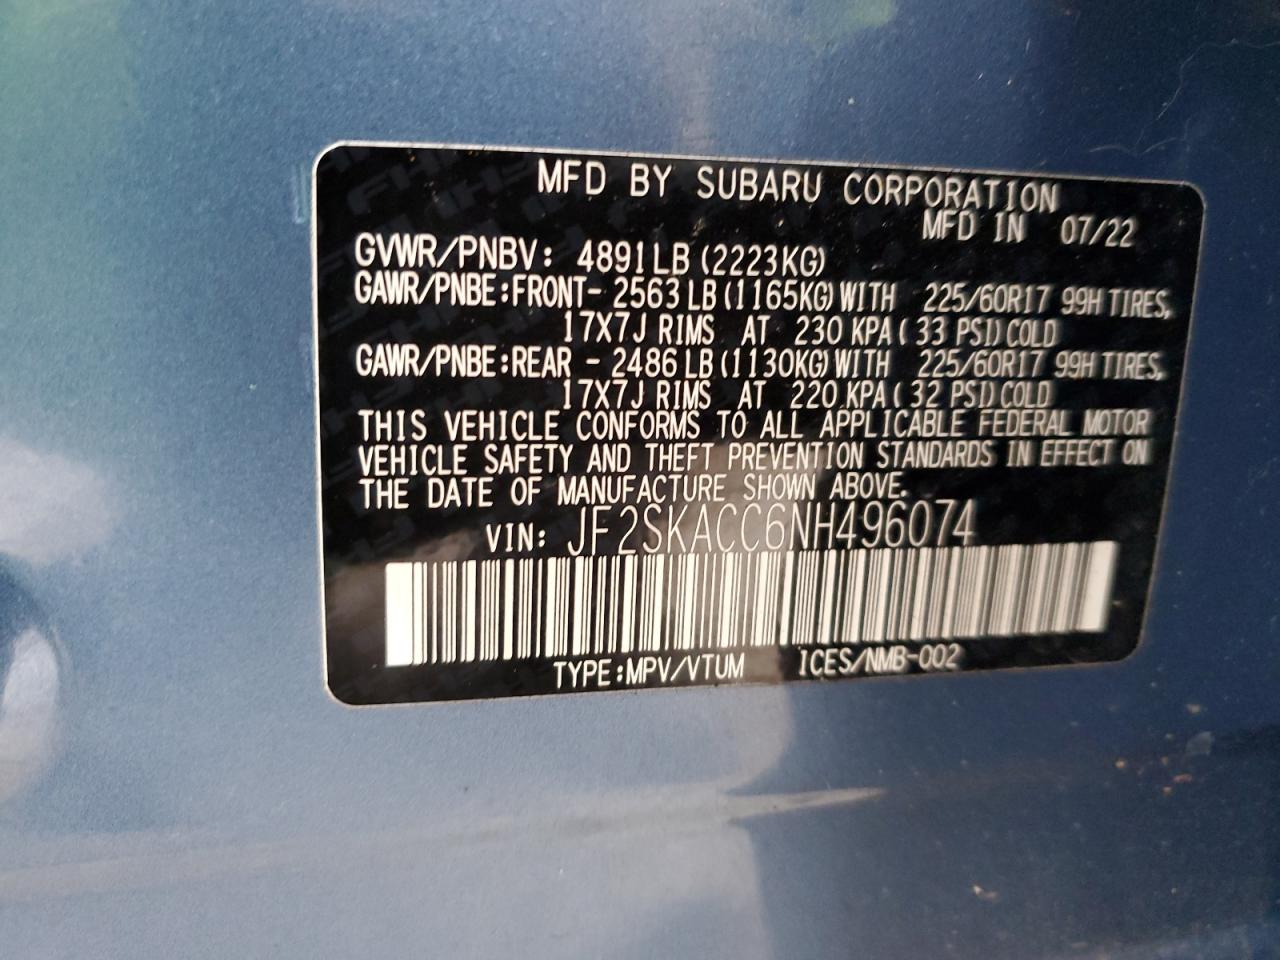 MFD BY SUBARU CORPORATION
MFD IN 07/22
GVWR/PNBV: 4891LB (2223KG)
GAWR/PNBE:FRONT- 2563LB (1165KG) WITH 225/60R17 99H TIRES,
17X7J RIMS AT 230 KPA ( 33 PSI) COLD
GAWR/PNBE:REAR - 2486LB (1130KG) WITH 225/60R17 99H TIRES,
17X7J RIMS AT 220 KPA ( 32 PSI) COLD
THIS VEHICLE CONFORMS TO ALL APPLICABLE FEDERAL MOTOR
VEHICLE SAFETY AND THEFT PREVENTION STANDARDS IN EFFECT ON
THE DATE OF MANUFACTURE SHOWN ABOVE.
VIN: JF2SKACC6NH496074
TYPE:MPV/VTUM ICES/NMB-002